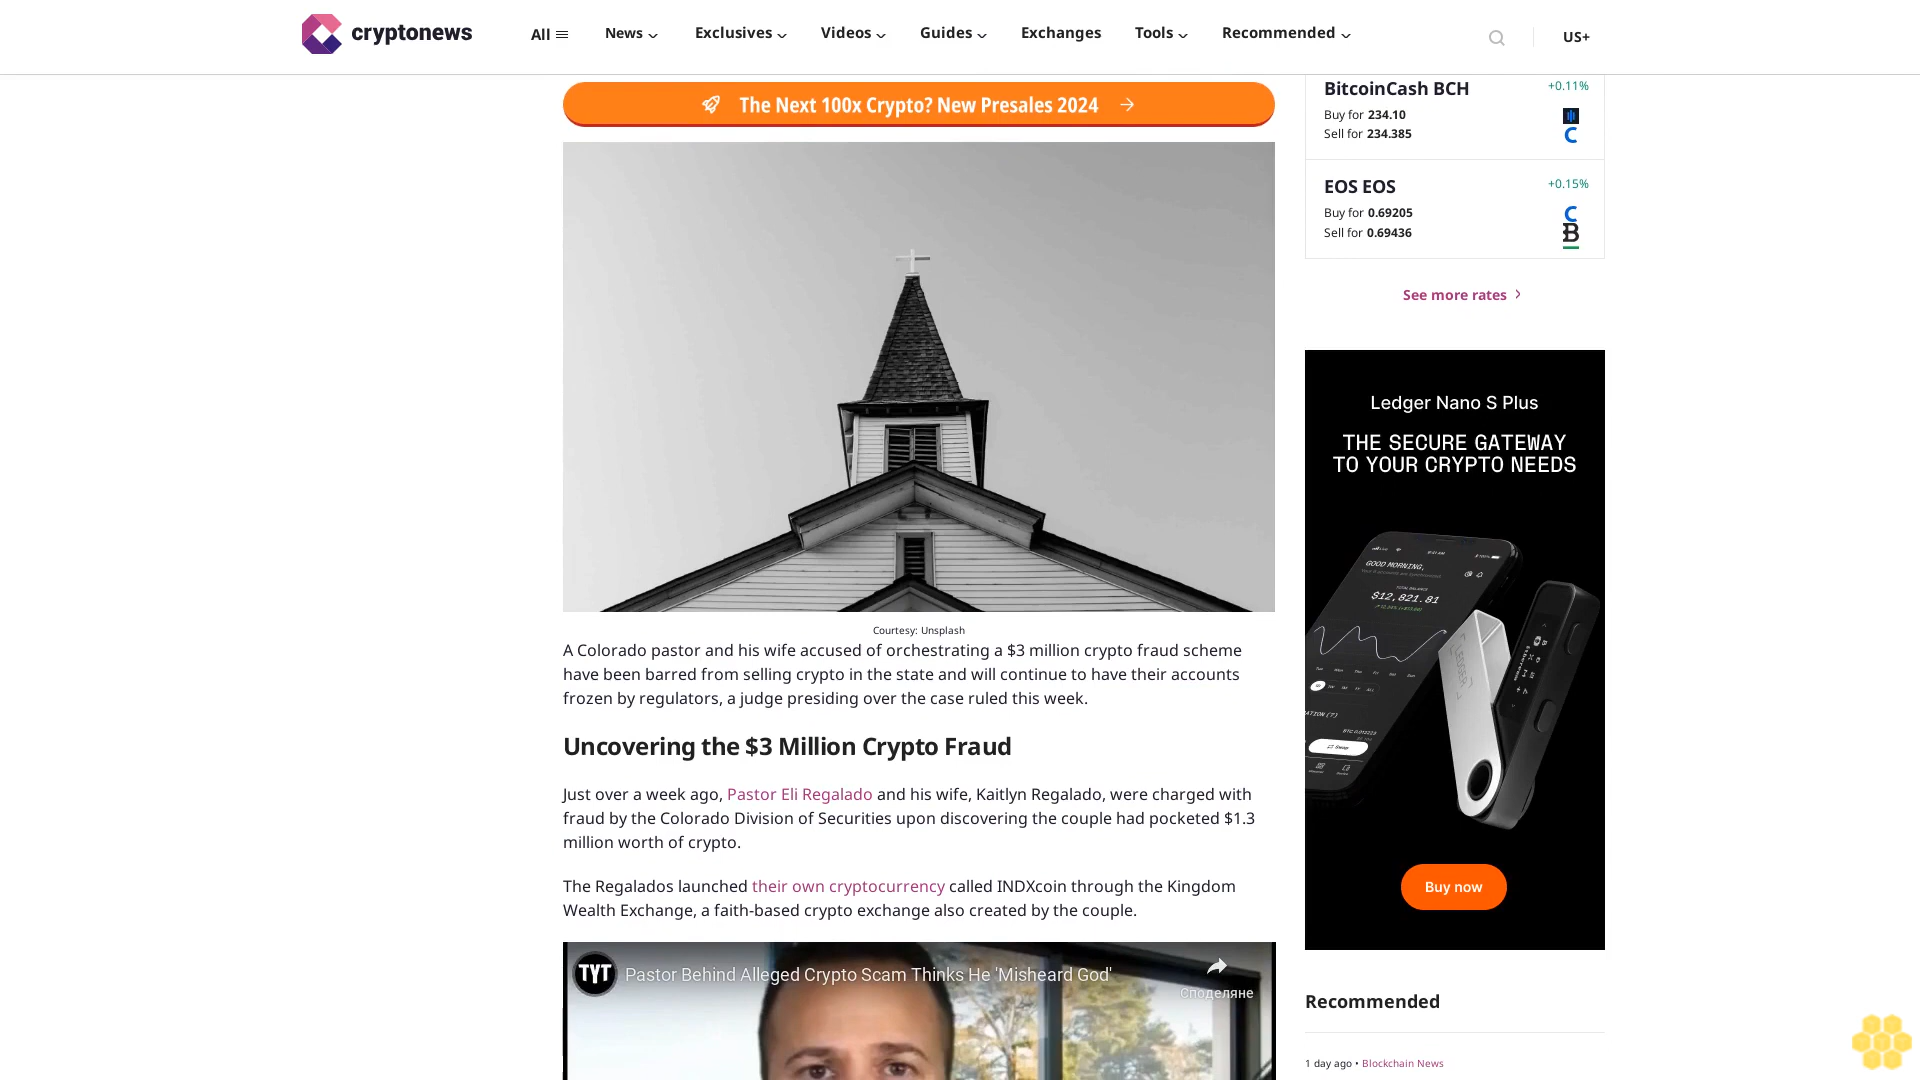 cryptonews
All
News
Exclusives
Videos
Guides
Exchanges
Tools
Recommended
US+
The Next 100x Crypto? New Presales 2024
Courtesy: Unsplash
A Colorado pastor and his wife accused of orchestrating a $3 million crypto fraud scheme
have been barred from selling crypto in the state and will continue to have their accounts
frozen by regulators, a judge presiding over the case ruled this week.
Uncovering the $3 Million Crypto Fraud
Just over a week ago, Pastor Eli Regalado and his wife, Kaitlyn Regalado, were charged with
fraud by the Colorado Division of Securities upon discovering the couple had pocketed $1.3
million worth of crypto.
The Regalados launched their own cryptocurrency called INDXcoin through the Kingdom
Wealth Exchange, a faith-based crypto exchange also created by the couple.
TYT
Pastor Behind Alleged Crypto Scam Thinks He 'Misheard God'
Споделяне
BitcoinCash BCH
+0.11%
Buy for 234.10
Sell for 234.385
EOS EOS
+0.15%
Buy for 0.69205
Sell for 0.69436
See more rates
Ledger Nano S Plus
THE SECURE GATEWAY
TO YOUR CRYPTO NEEDS
GOOD MORNING,
TOTAL BALANCE
$12,821.81
Swap
LEDGER
Ethereum
Buy now
Recommended
1 day ago • Blockchain News